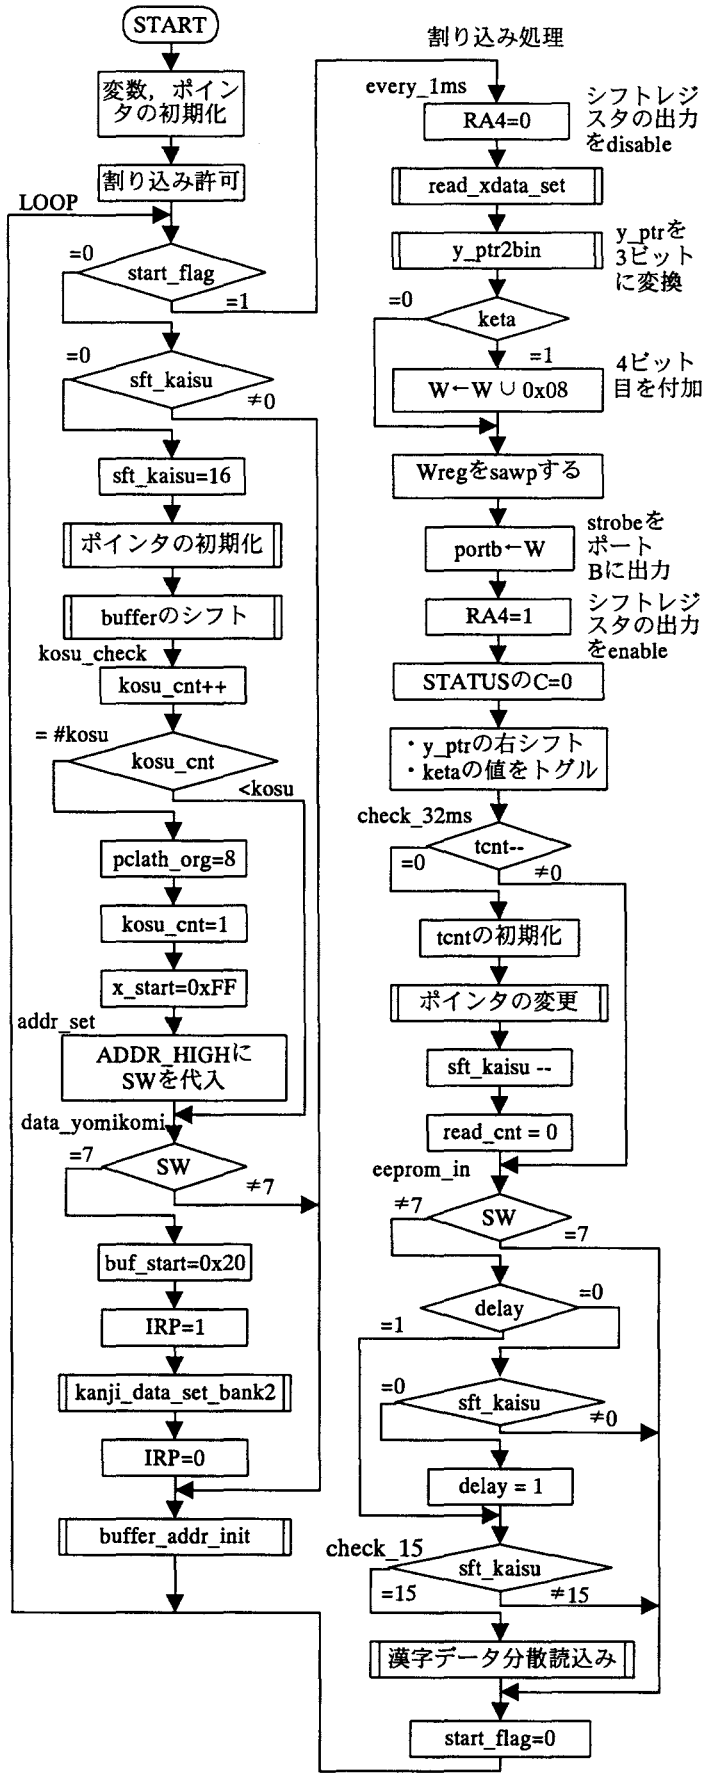 START
変数，ポイン
タの初期化
割り込み許可
LOOP
=0
start_flag
=1
=0
sft_kaisu
≠0
sft_kaisu=16
ポインタの初期化
bufferのシフト
kosu_check
kosu_cnt++
= #kosu
kosu_cnt
<kosu
pclath_org=8
kosu_cnt=1
x_start=0xFF
addr_set
ADDR_HIGHに
SWを代入
data_yomikomi
=7
SW
≠7
buf_start=0x20
IRP=1
kanji_data_set_bank2
IRP=0
buffer_addr_init
割り込み処理
every_1ms
RA4=0
シフトレジ
スタの出力
をdisable
read_xdata_set
y_ptr2bin
y_ptrを
3ビット
に変換
=0
keta
=1
W←W ∪ 0x08
4ビット
目を付加
Wregをsawpする
portb←W
strobeを
ポート
Bに出力
RA4=1
シフトレジ
スタの出力
をenable
STATUSのC=0
・y_ptrの右シフト
・ketaの値をトグル
check_32ms
tcnt--
=0
≠0
tcntの初期化
ポインタの変更
sft_kaisu --
read_cnt = 0
eeprom_in
≠7
SW
=7
delay
=0
=1
=0
sft_kaisu
≠0
delay = 1
check_15
sft_kaisu
=15
≠15
漢字データ分散読込み
start_flag=0